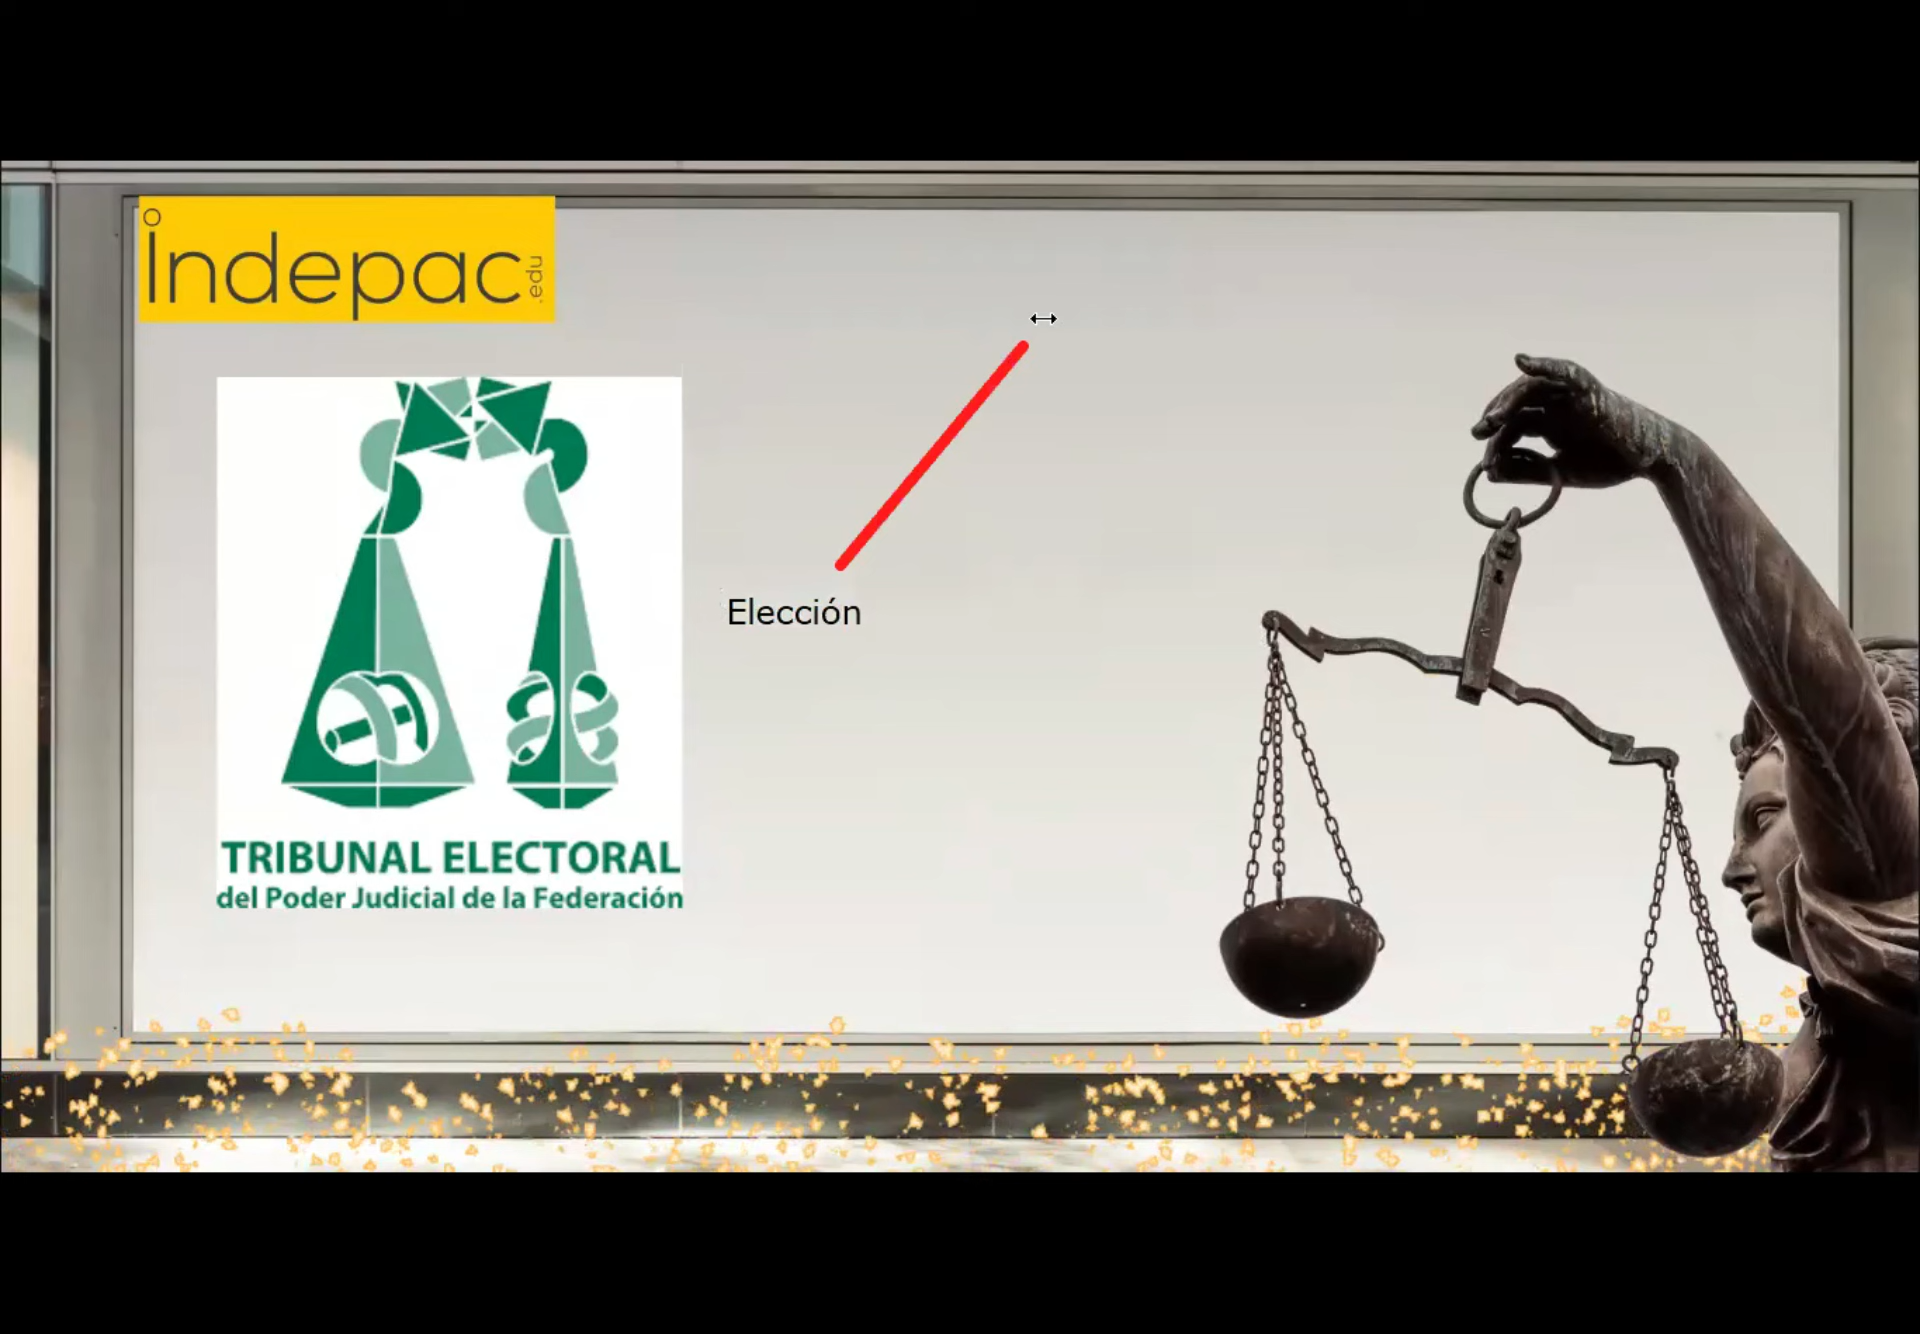 indepac.edu
TRIBUNAL ELECTORAL
del Poder Judicial de la Federación
Elección